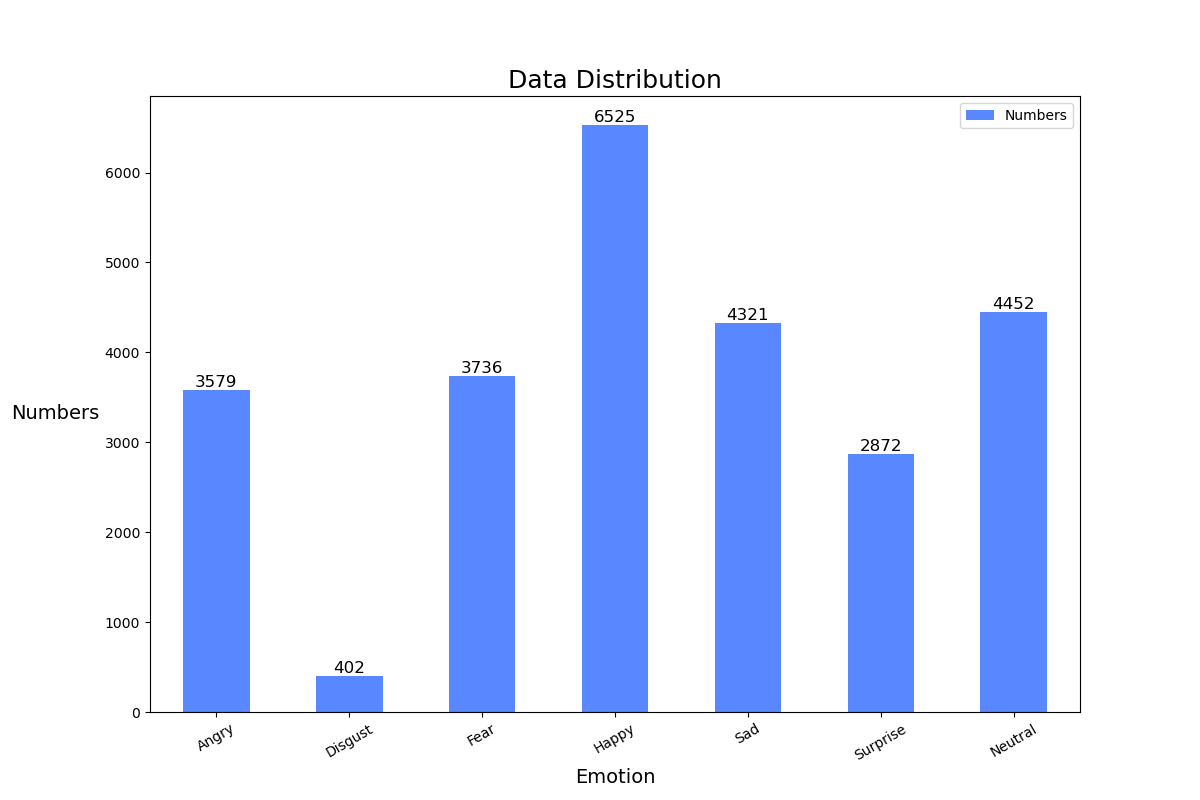 Data Distribution
Numbers
6525
6000
5000
4452
4321
4000
3736
3579
Numbers
3000
2872
2000
1000
402
0
Angry
Disgust
Fear
Happy
Sad
Surprise
Neutral
Emotion